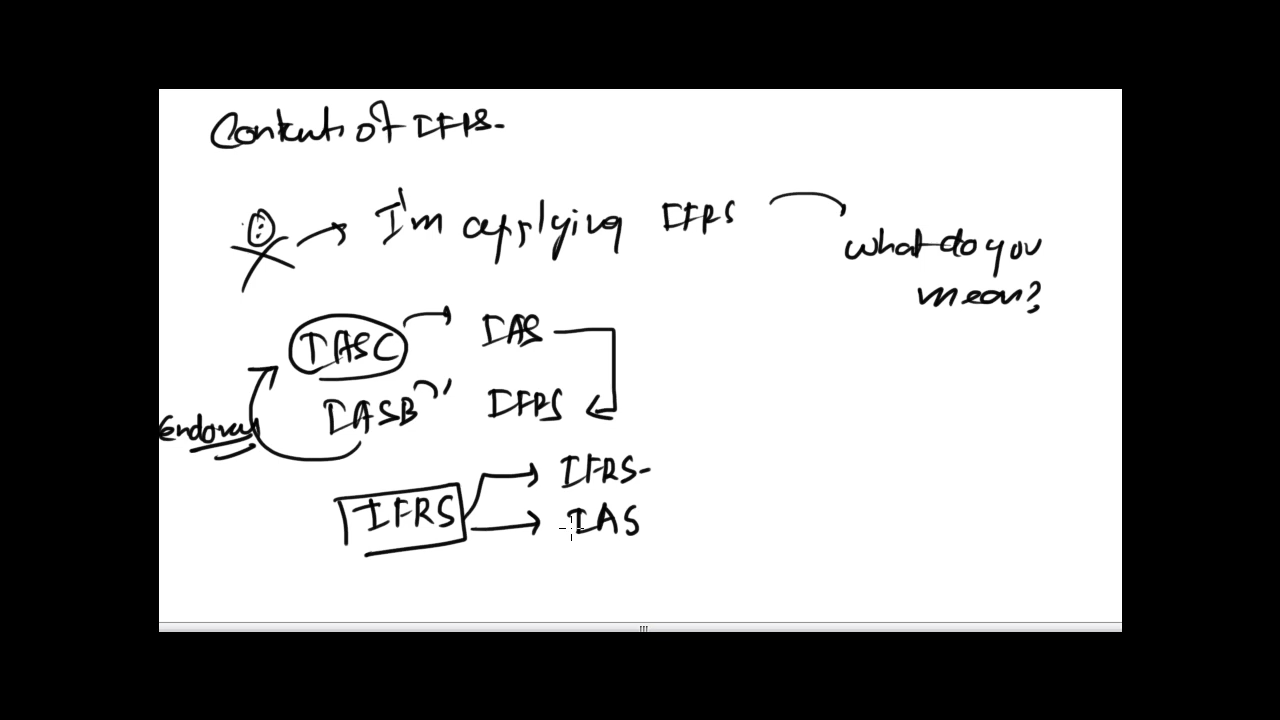 Contents of IFRS-
I'm applying IFRS
what do you
mean?
IASC IAS
IASB IFRS
IFRS-
IFRS
IAS